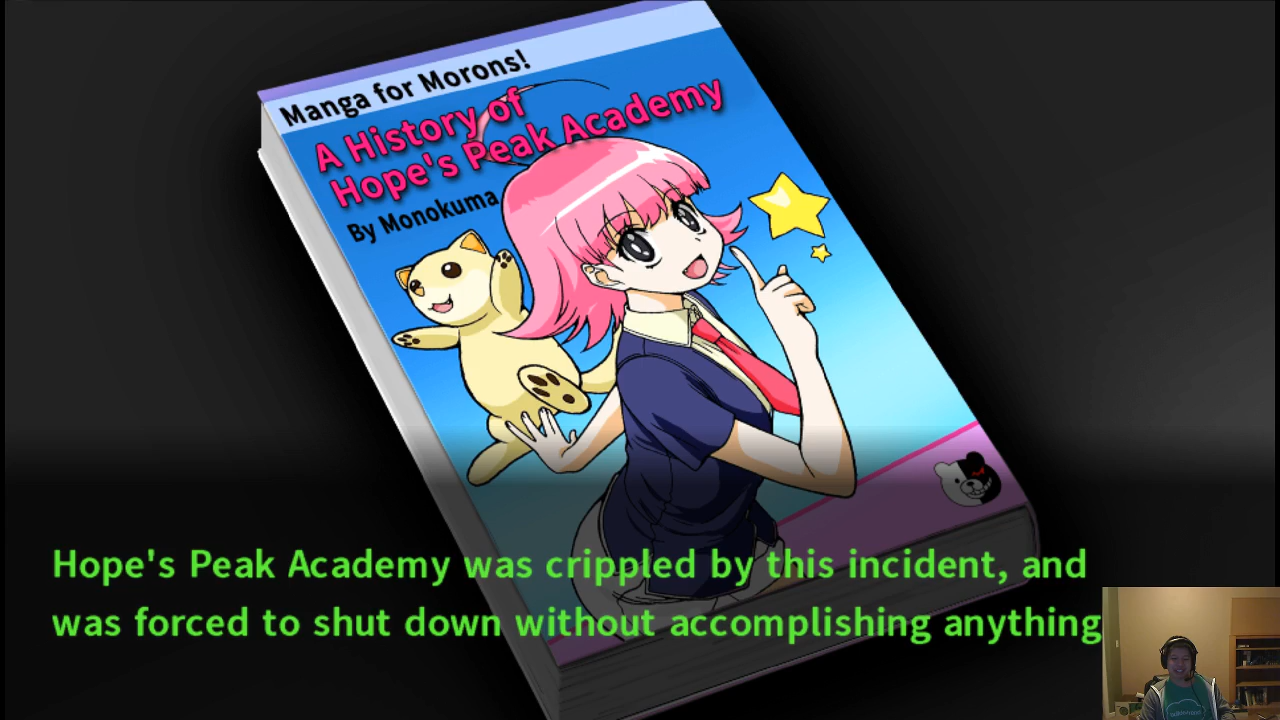 Manga for Morons!
A History of
Hope's Peak Academy
By Monokuma
Hope's Peak Academy was crippled by this incident, and
was forced to shut down without accomplishing anything